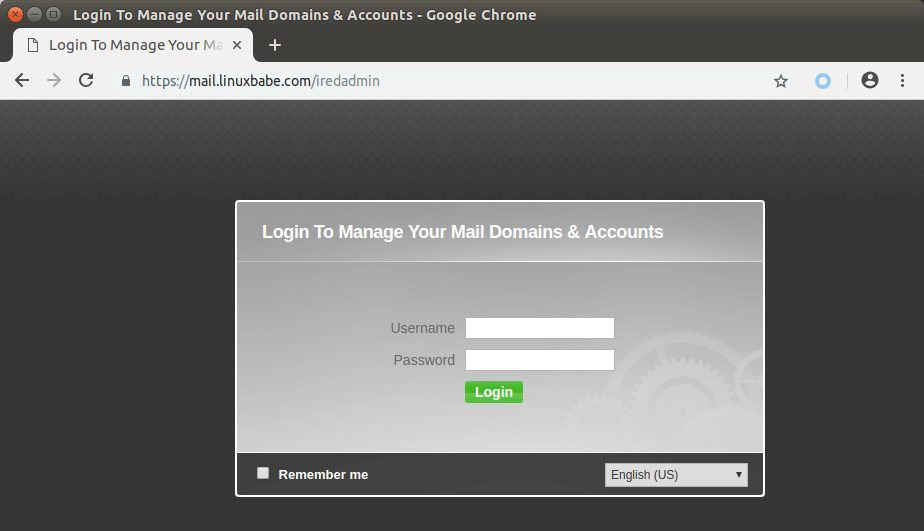 Login To Manage Your Mail Domains & Accounts - Google Chrome
Login To Manage Your Ma
https://mail.linuxbabe.com/iredadmin
Login To Manage Your Mail Domains & Accounts
Username
Password
Login
Remember me
English (US)